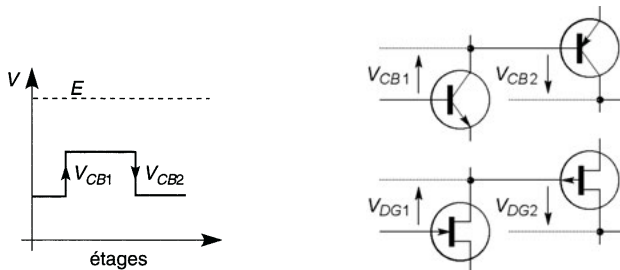 V
E
V_CB1
V_CB2
étages
V_CB1
V_CB2
V_DG1
V_DG2